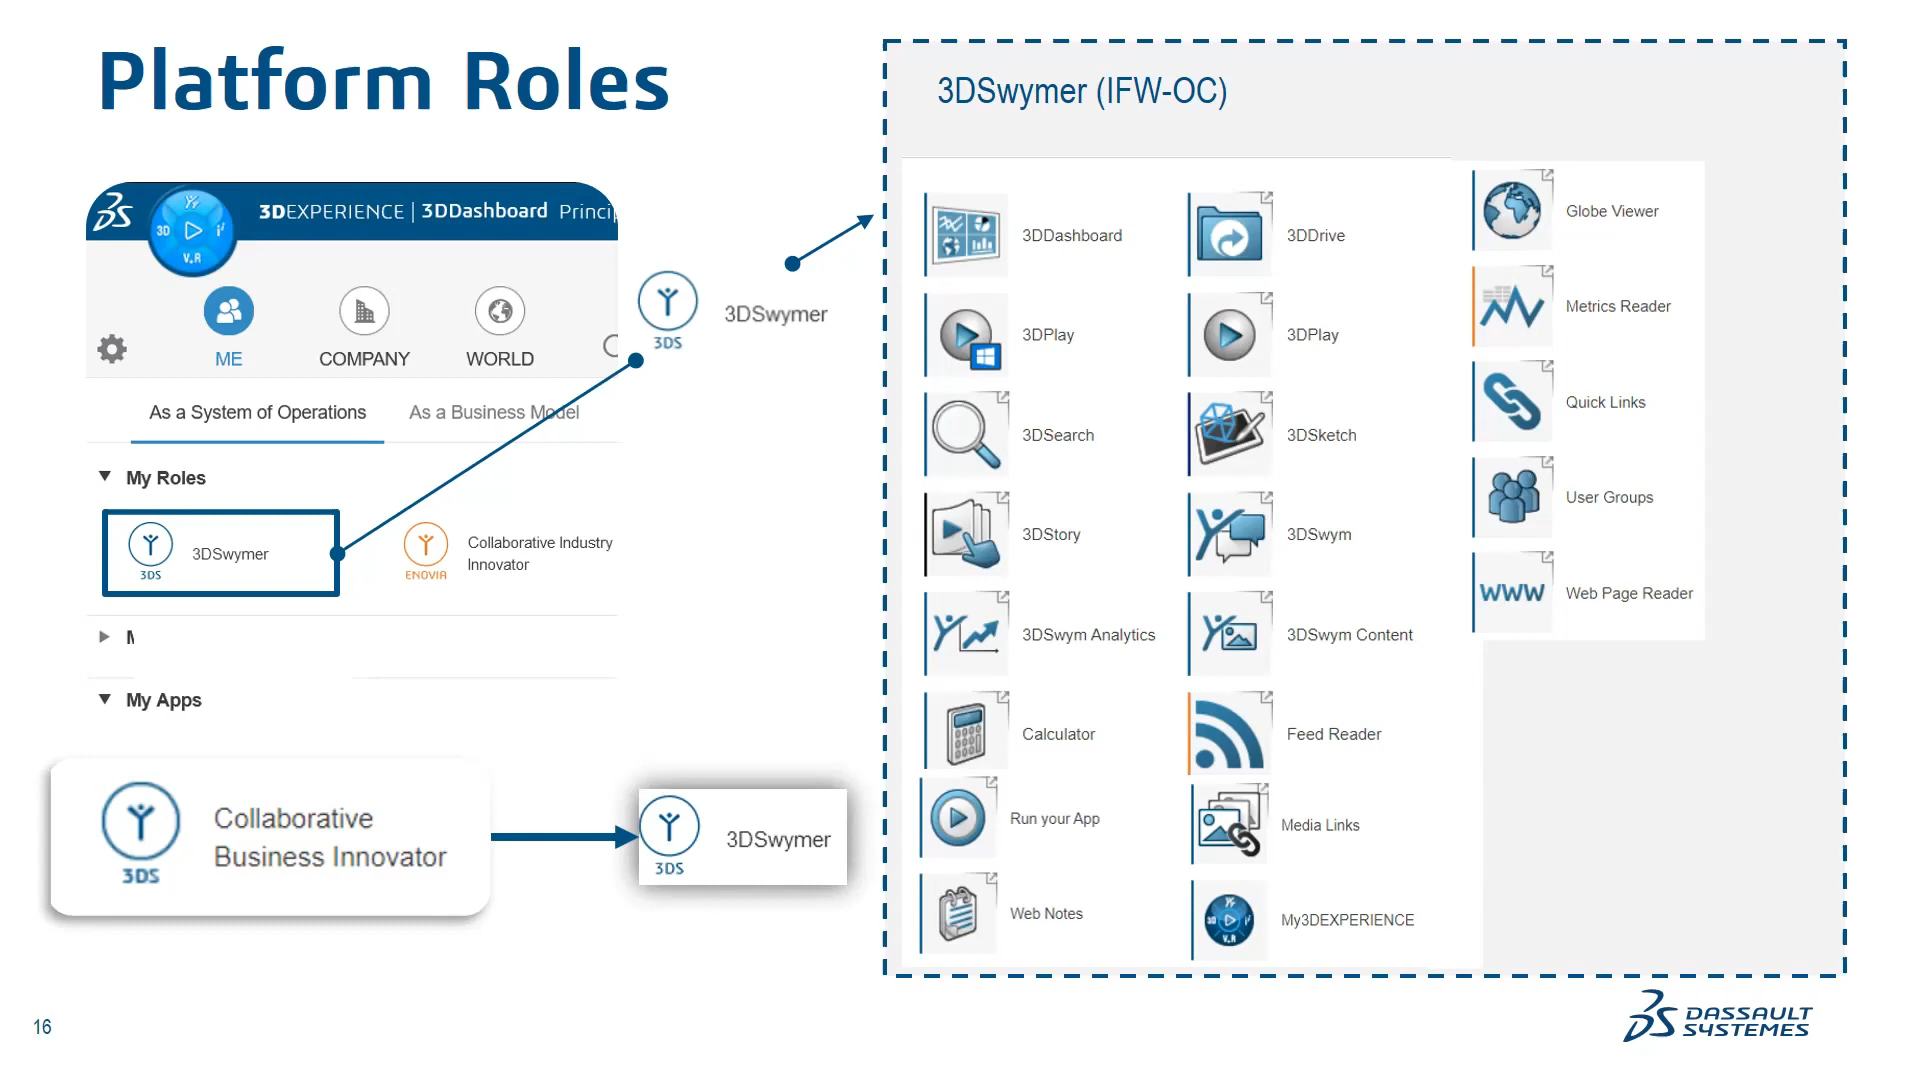 Platform Roles
3DEXPERIENCE | 3DDashboard
3D
V.R
ME
COMPANY
WORLD
As a System of Operations
As a Business Model
My Roles
3DSwymer
3DS
Collaborative Industry
Innovator
ENOVIA
My Apps
3DSwymer
3DS
Collaborative
Business Innovator
3DS
3DSwymer
3DS
3DSwymer (IFW-OC)
3DDashboard
3DDrive
3DPlay
3DPlay
3DSearch
3DSketch
3DStory
3DSwym
3DSwym Analytics
3DSwym Content
Calculator
Feed Reader
Run your App
Media Links
Web Notes
3D
V.R
My3DEXPERIENCE
Globe Viewer
Metrics Reader
Quick Links
User Groups
www
Web Page Reader
16
DASSAULT
SYSTEMES